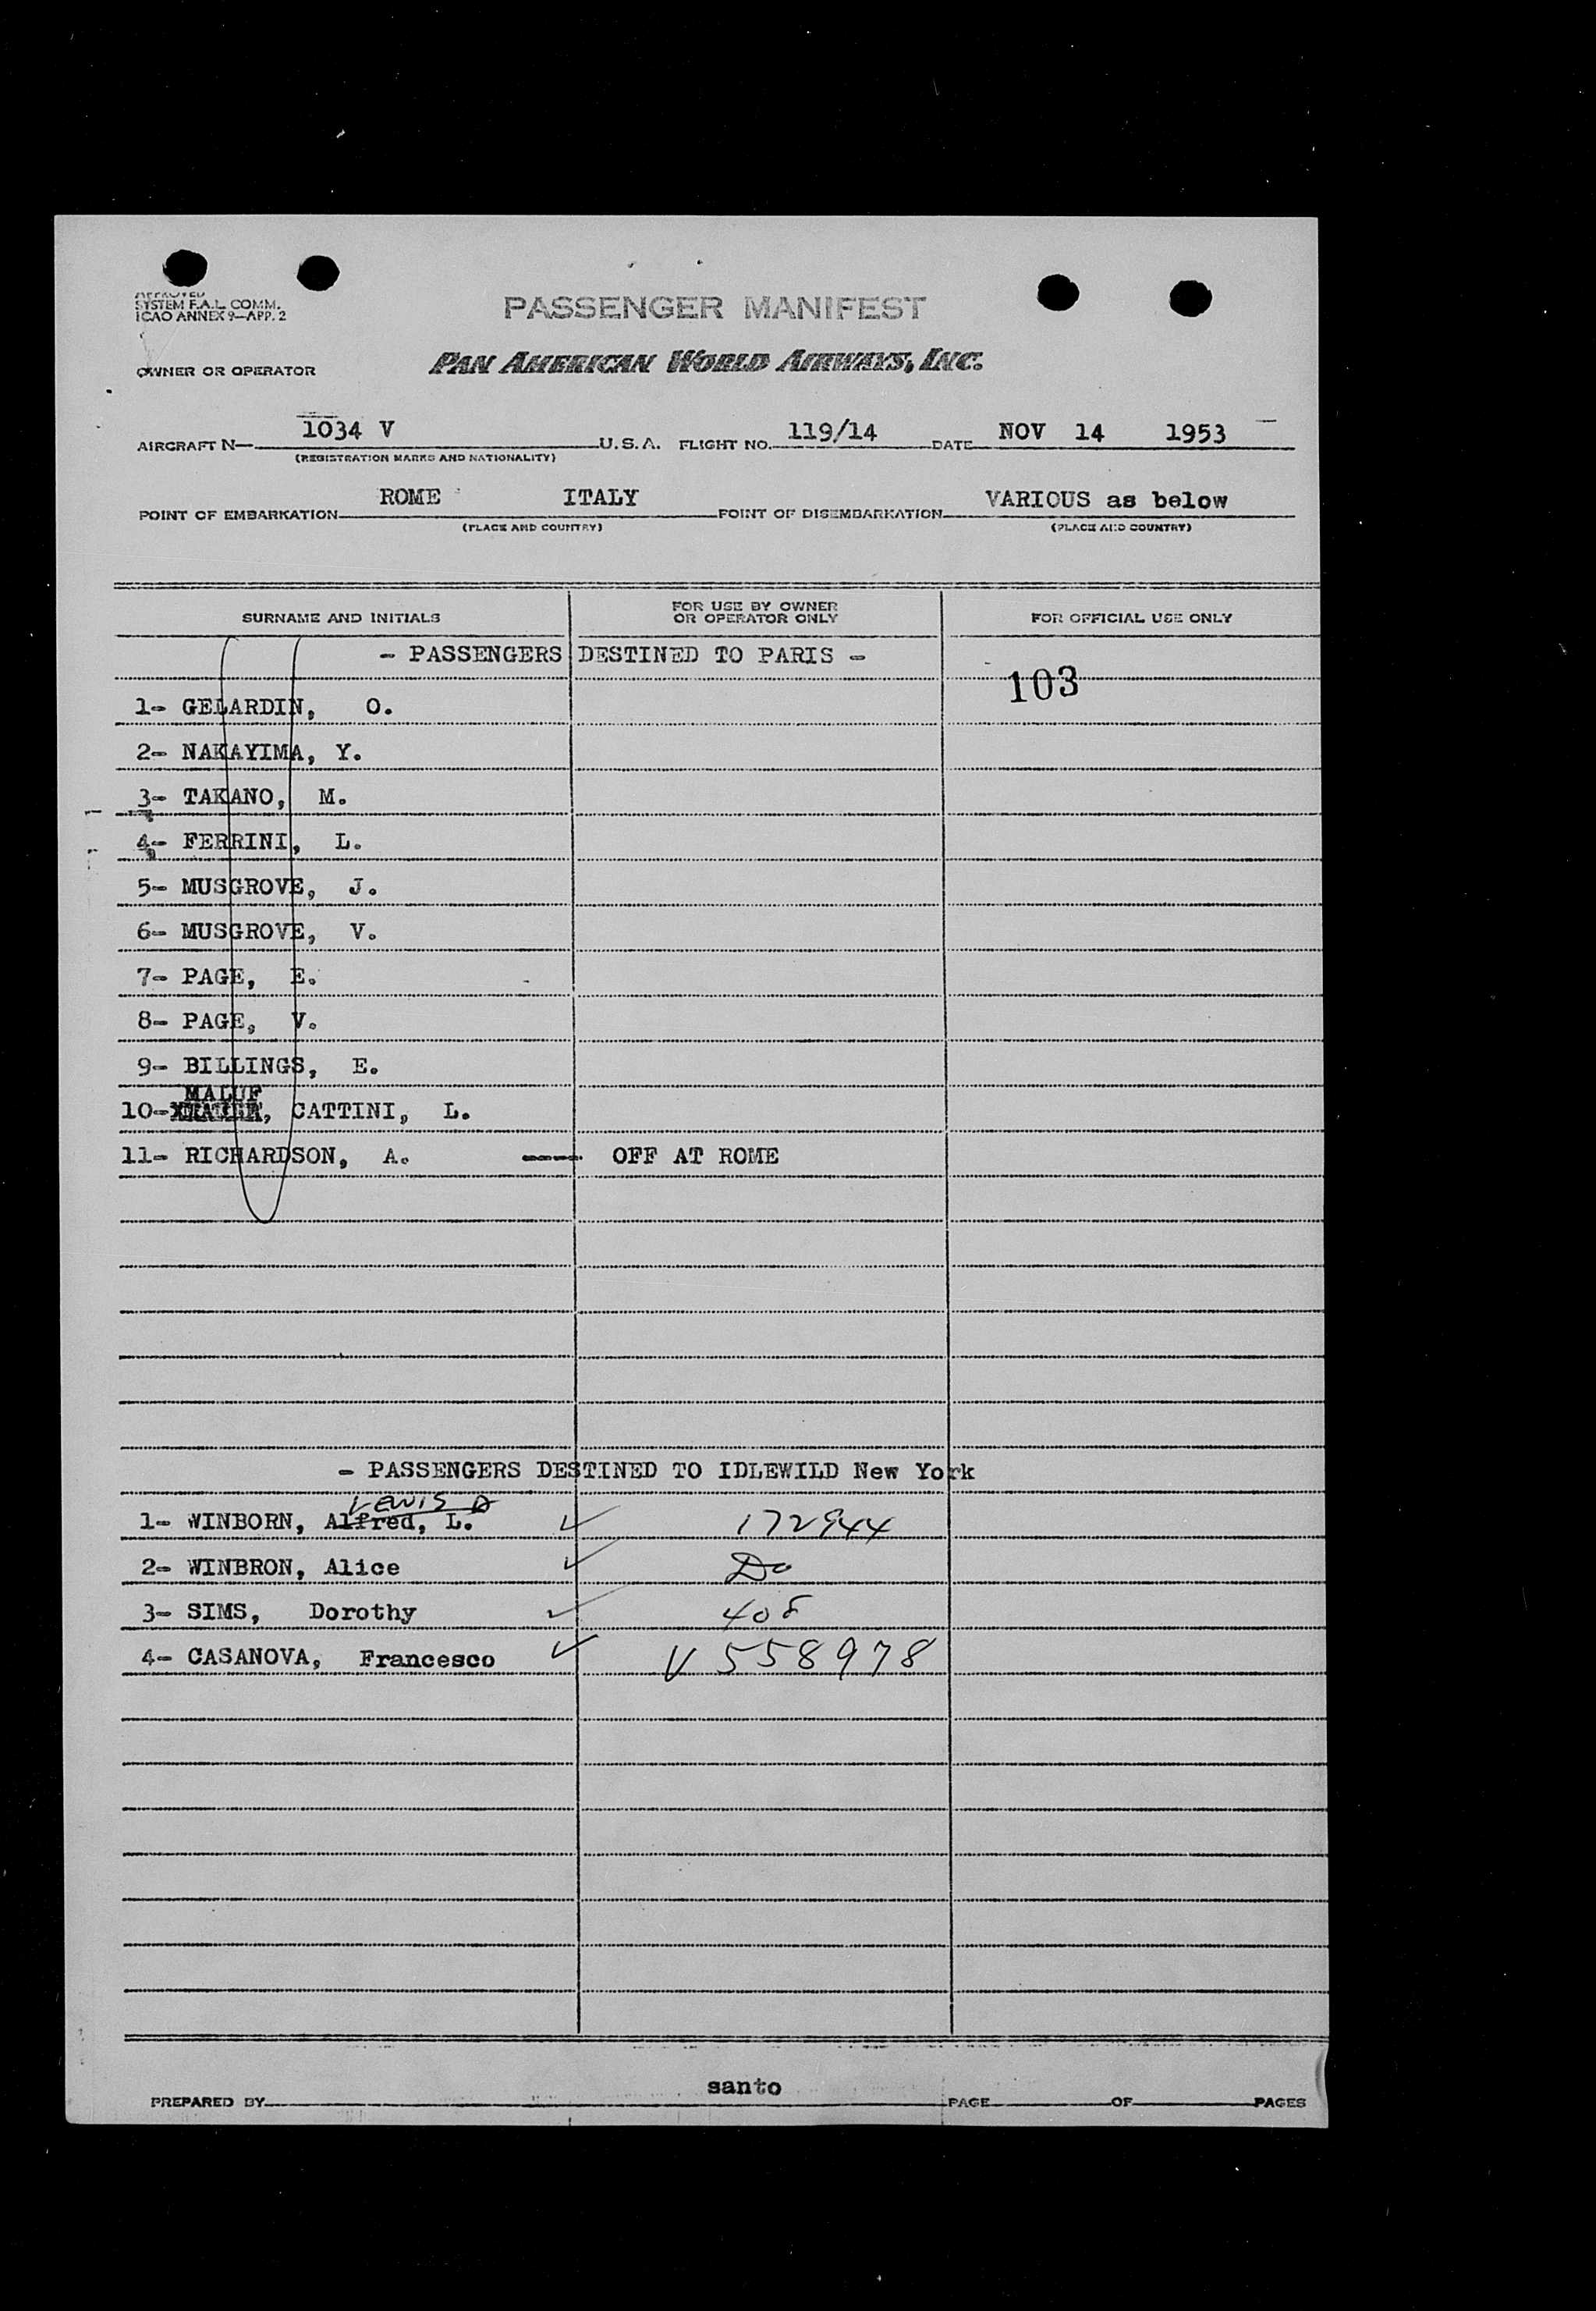 APPROVED
SYSTEM F.A.L. COMM.
ICAO ANNEX 9—APP. 2
PASSENGER MANIFEST
OWNER OR OPERATOR PAN AMERICAN WORLD AIRWAYS, INC.
AIRCRAFT N— 1034 V U.S.A. FLIGHT NO. 119/14 DATE NOV 14 1953
(REGISTRATION MARKS AND NATIONALITY)
POINT OF EMBARKATION ROME ITALY POINT OF DISEMBARKATION VARIOUS as below
(PLACE AND COUNTRY) (PLACE AND COUNTRY)
SURNAME AND INITIALS FOR USE BY OWNER OR OPERATOR ONLY FOR OFFICIAL USE ONLY
- PASSENGERS DESTINED TO PARIS -
103
1- GELARDIN, O.
2- NAKAYIMA, Y.
3- TAKANO, M.
4- FERRINI, L.
5- MUSGROVE, J.
6- MUSGROVE, V.
7- PAGE, E.
8- PAGE, V.
9- BILLINGS, E.
MALUF
10- , CATTINI, L.
11- RICHARDSON, A. ---- OFF AT ROME
- PASSENGERS DESTINED TO IDLEWILD New York
Lewis A
1- WINBORN, Alfred, L. ✓ 172944
2- WINBRON, Alice ✓ Do
3- SIMS, Dorothy ✓ 408
4- CASANOVA, Francesco ✓ V 558978
santo
PREPARED BY PAGE OF PAGES